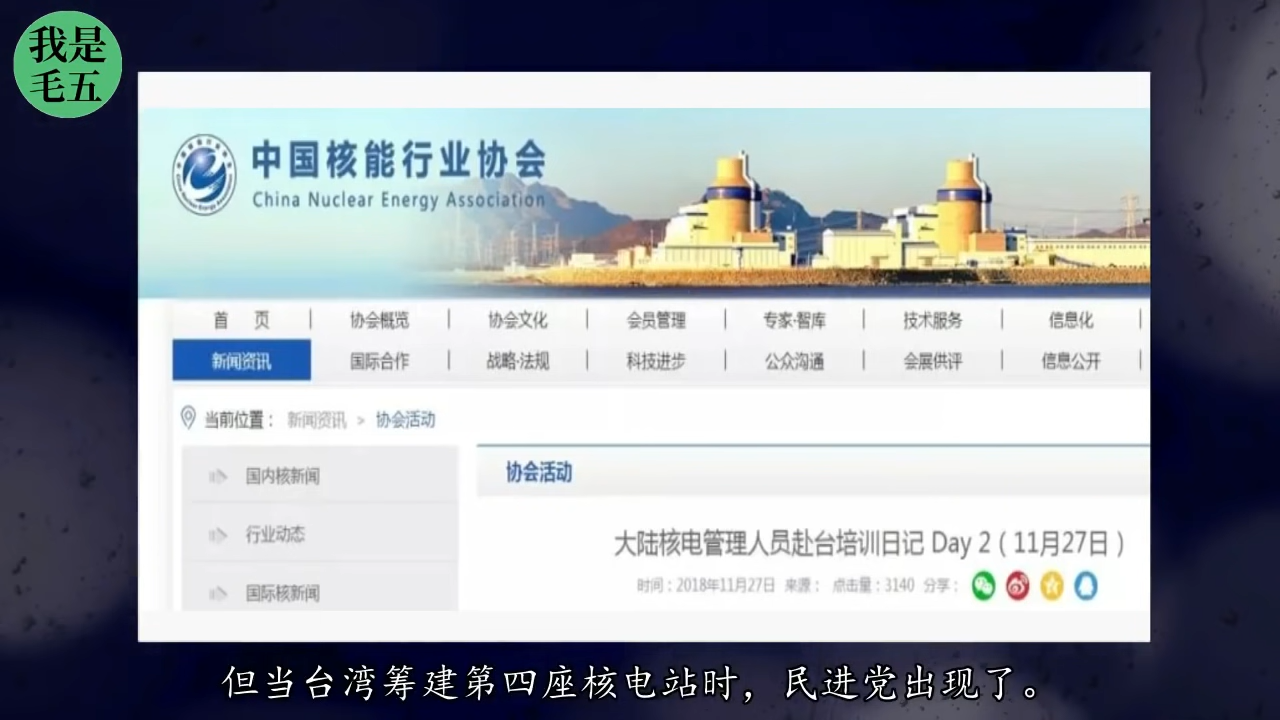 我是
毛五
中国核能行业协会
China Nuclear Energy Association
首 页 | 协会概览 | 协会文化 | 会员管理 | 专家·智库 | 技术服务 | 信息化 |
新闻资讯 国际合作 | 战略·法规 | 科技进步 | 公众沟通 | 会展供评 | 信息公开 |
当前位置： 新闻资讯 > 协会活动
国内核新闻
行业动态
国际核新闻
协会活动
大陆核电管理人员赴台培训日记 Day 2（11月27日）
时间：2018年11月27日 来源： 点击量：3140 分享：
但当台湾筹建第四座核电站时，民进党出现了。